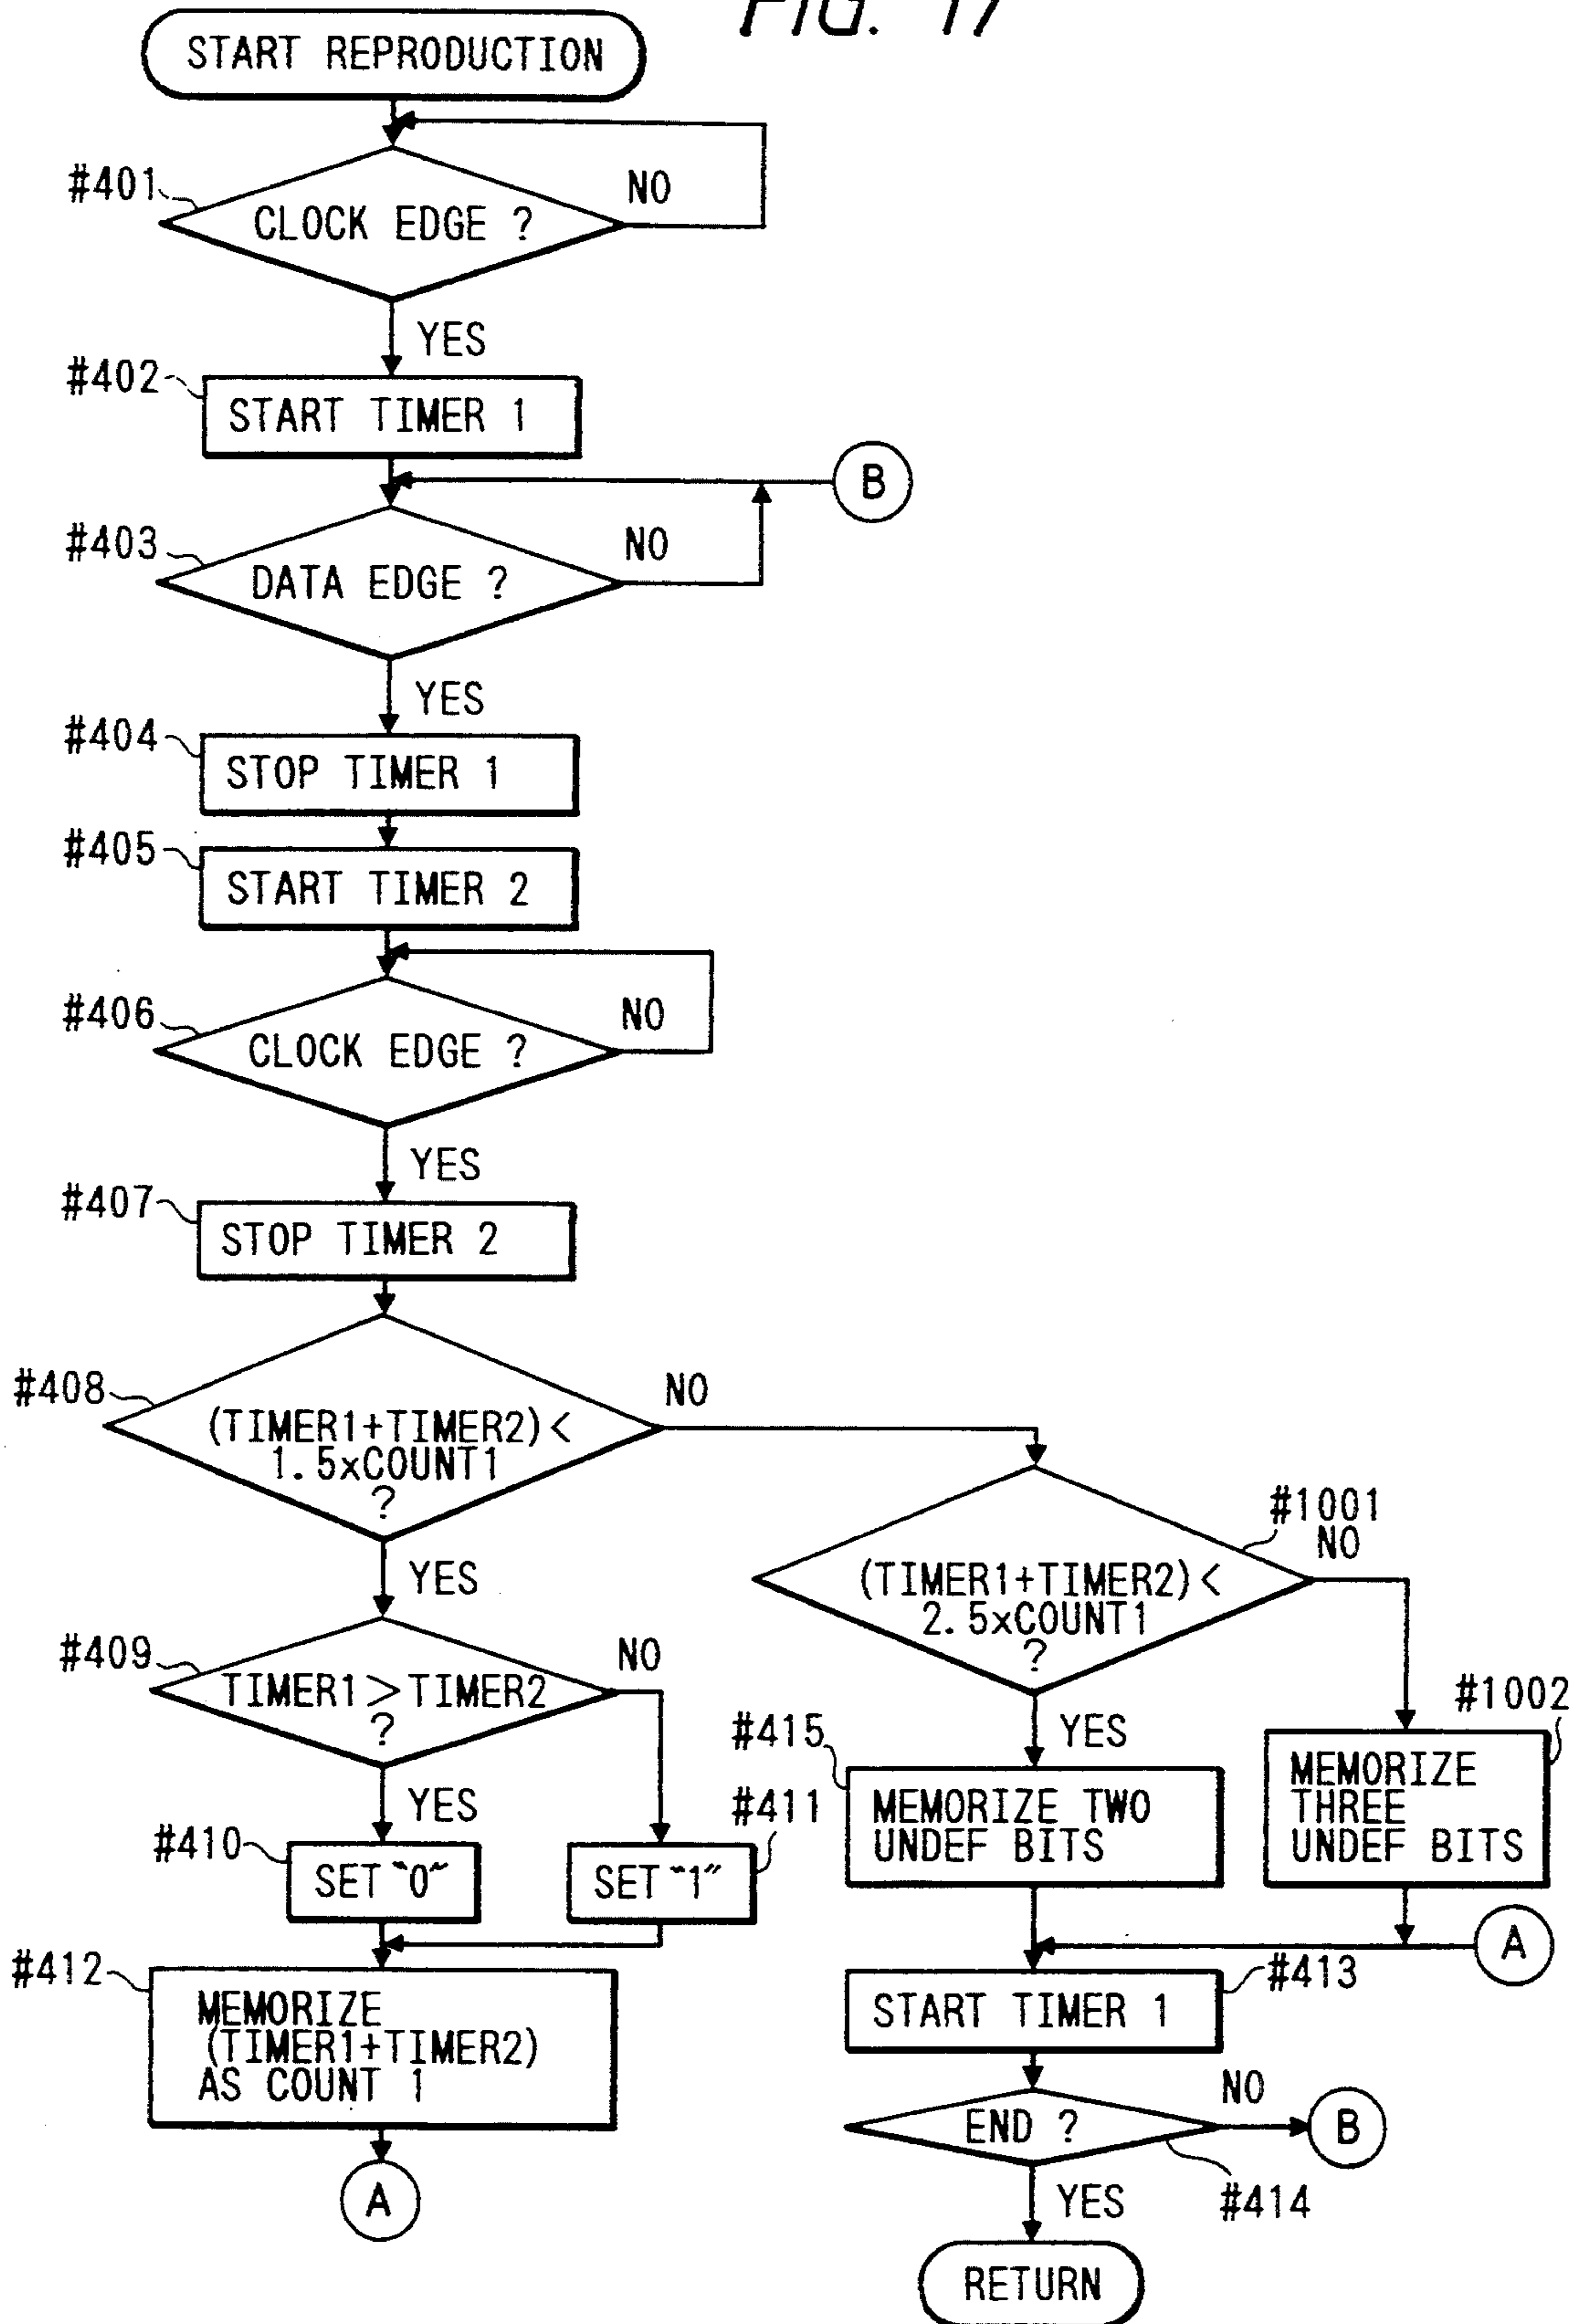 FIG. 17
START REPRODUCTION
#401
CLOCK EDGE ?
NO
YES
#402
START TIMER 1
B
#403
DATA EDGE ?
NO
YES
#404
STOP TIMER 1
#405
START TIMER 2
#406
CLOCK EDGE ?
NO
YES
#407
STOP TIMER 2
#408
(TIMER1+TIMER2)<
1.5xCOUNT1
?
NO
YES
#1001
(TIMER1+TIMER2)<
2.5xCOUNT1
?
NO
YES
#409
TIMER1>TIMER2
?
NO
YES
#1002
MEMORIZE
THREE
UNDEF BITS
#415
MEMORIZE TWO
UNDEF BITS
#410
SET "0"
#411
SET "1"
#412
MEMORIZE
(TIMER1+TIMER2)
AS COUNT 1
A
A
#413
START TIMER 1
END ?
NO
B
#414
YES
RETURN